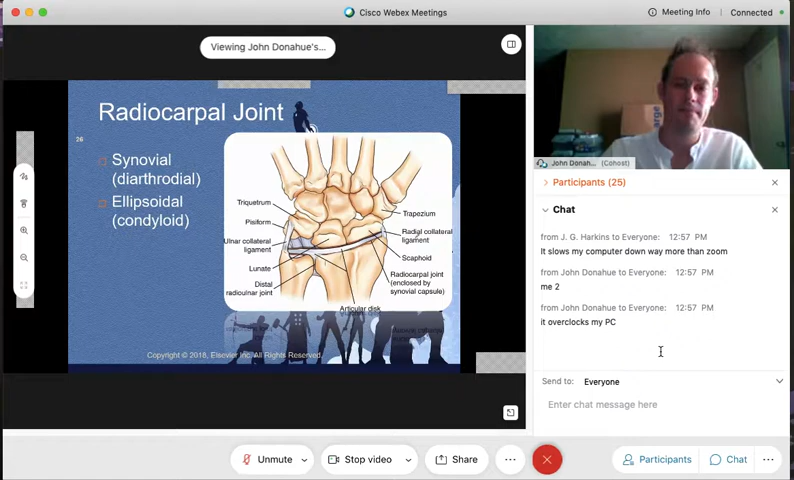 Cisco Webex Meetings
Meeting Info
Connected
Viewing John Donahue's...
Radiocarpal Joint
26
Synovial
(diarthrodial)
Ellipsoidal
(condyloid)
Triquetrum
Pisiform
Ulnar collateral
ligament
Lunate
Distal
radioulnar joint
Trapezium
Radial collateral
ligament
Scaphoid
Radiocarpal joint
(enclosed by
synovial capsule)
Articular disk
Copyright © 2018, Elsevier Inc. All Rights Reserved.
John Donah... (Cohost)
Participants (25)
Chat
from J. G. Harkins to Everyone: 12:57 PM
It slows my computer down way more than zoom
from John Donahue to Everyone: 12:57 PM
me 2
from John Donahue to Everyone: 12:57 PM
it overclocks my PC
Send to: Everyone
Enter chat message here
Unmute
Stop video
Share
Participants
Chat